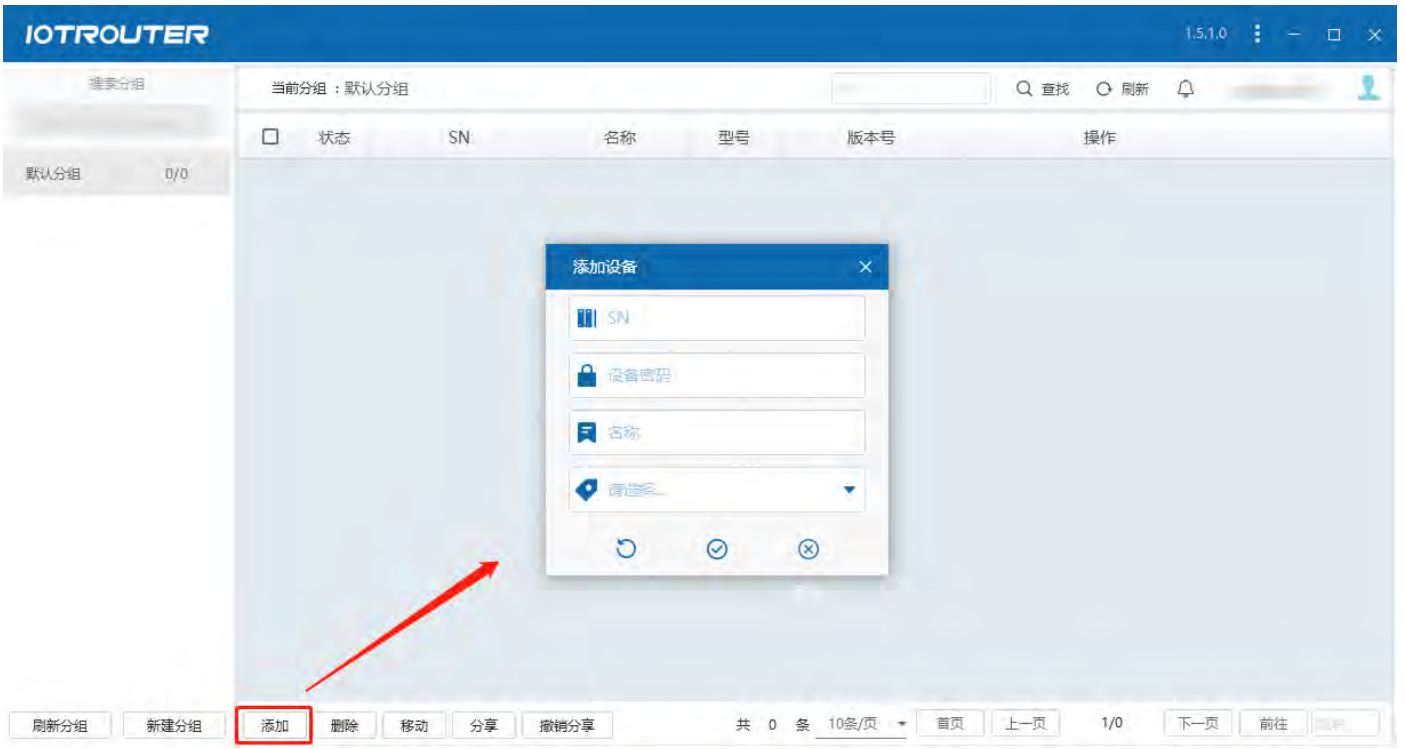 IOTROUTER
1.5.1.0
搜索分组
当前分组：默认分组
查找
刷新
状态 SN 名称 型号 版本号 操作
默认分组 0/0
添加设备
SN
设备密码
名称
请选择...
刷新分组 新建分组 添加 删除 移动 分享 撤销分享 共 0 条 10条/页 首页 上一页 1/0 下一页 前往